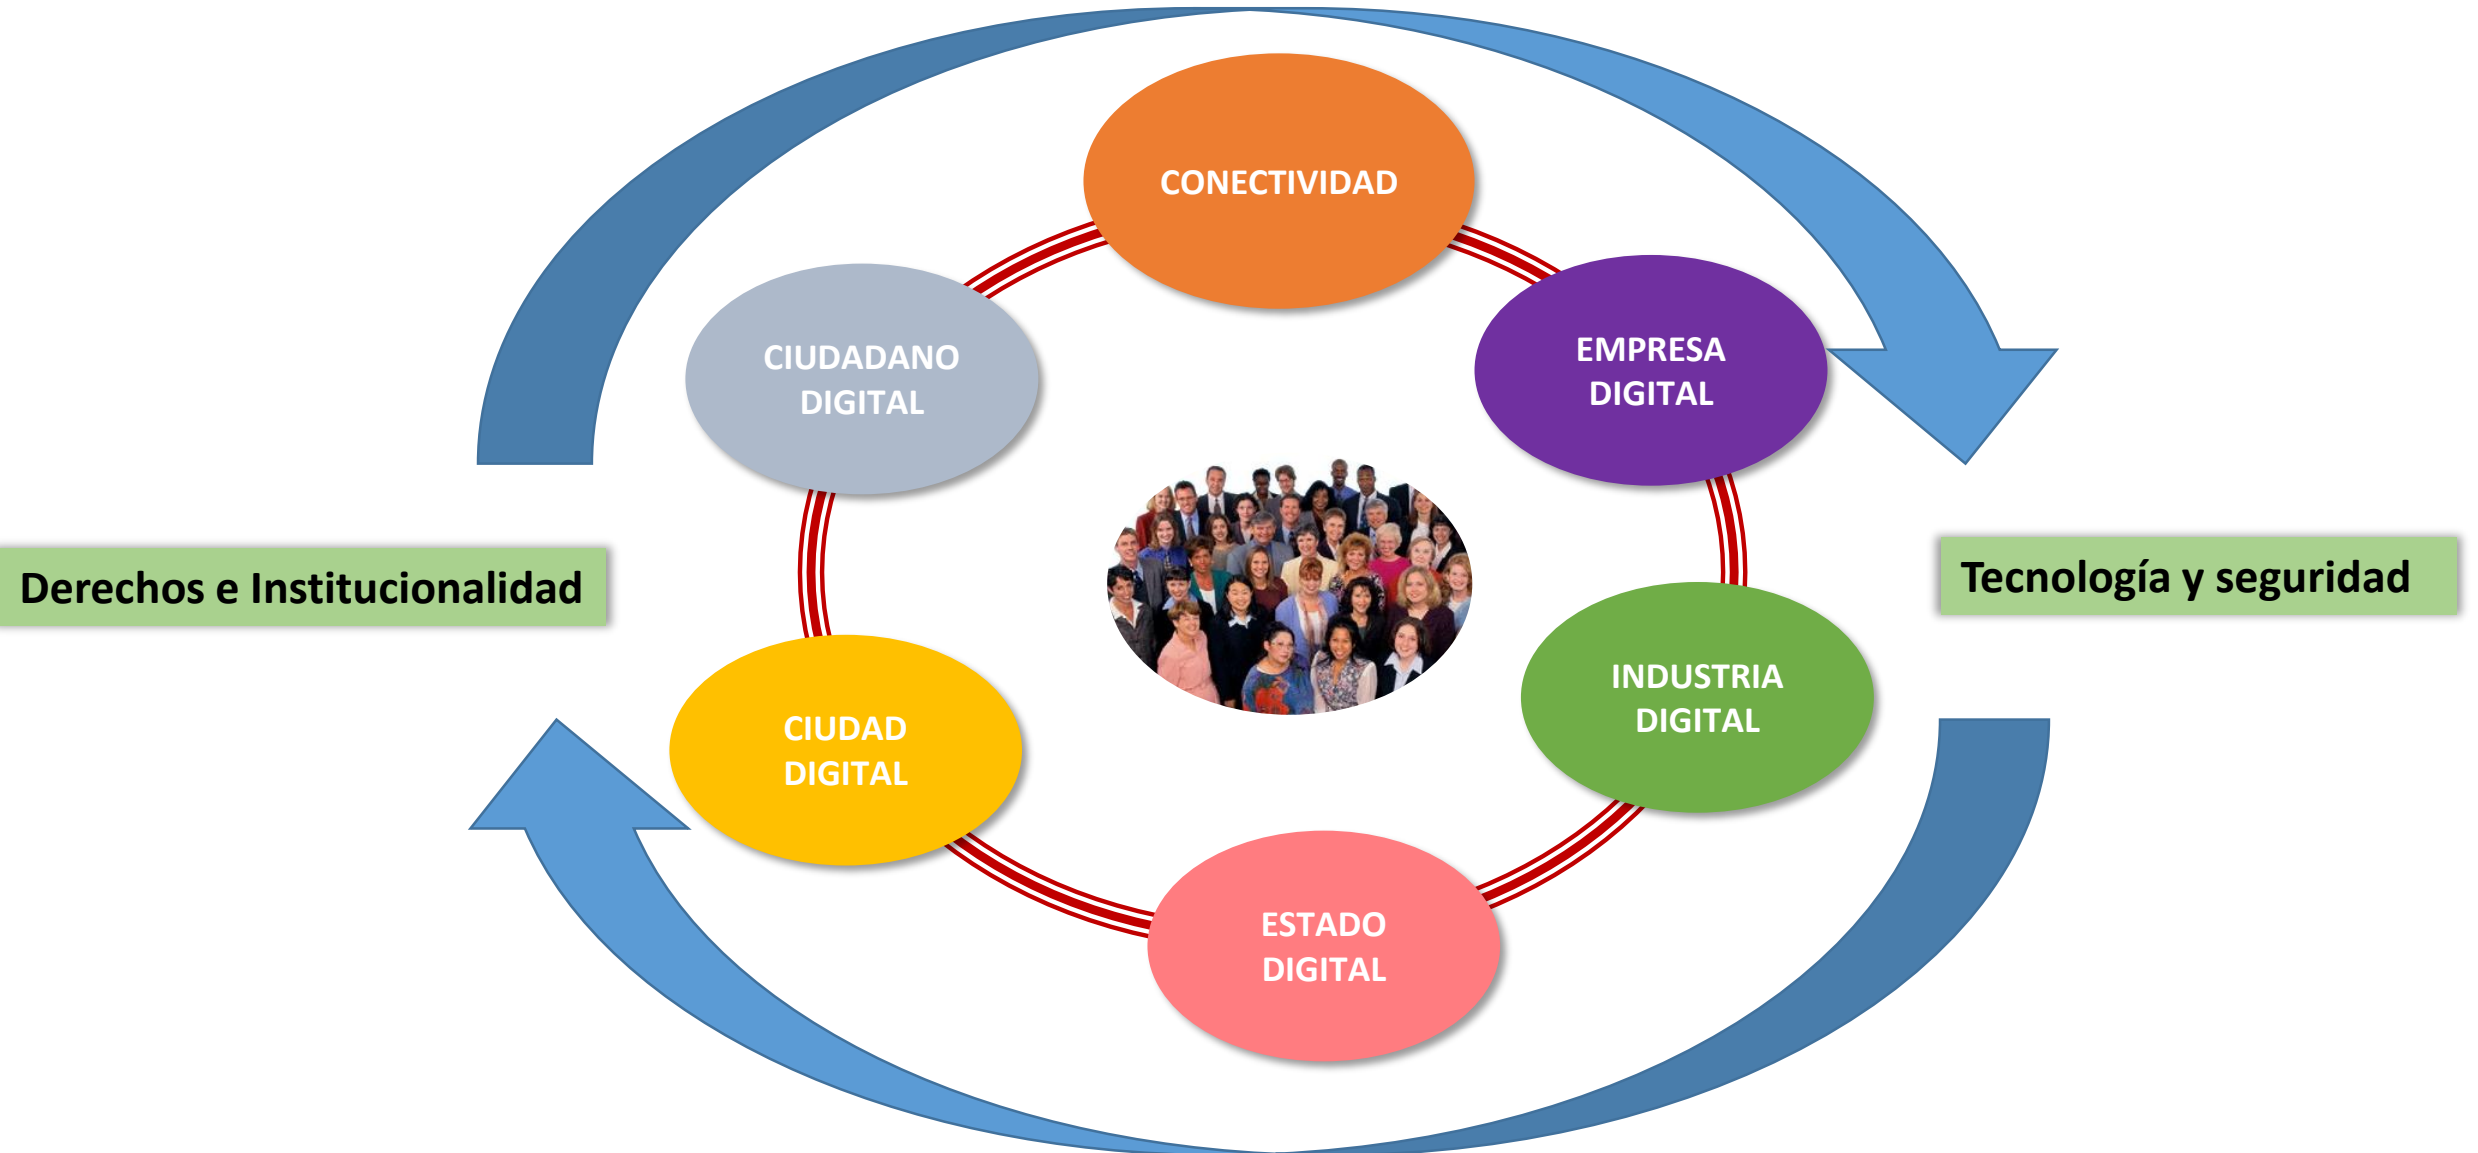 CONECTIVIDAD
CIUDADANO
DIGITAL
EMPRESA
DIGITAL
Derechos e Institucionalidad
Tecnología y seguridad
INDUSTRIA
DIGITAL
CIUDAD
DIGITAL
ESTADO
DIGITAL